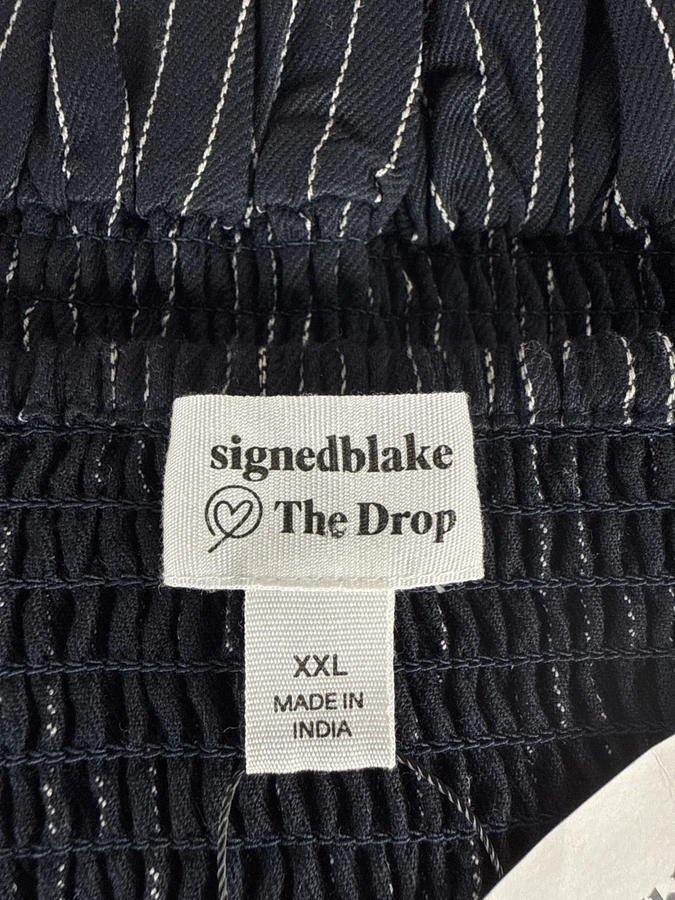 signedblake
The Drop
XXL
MADE IN
INDIA